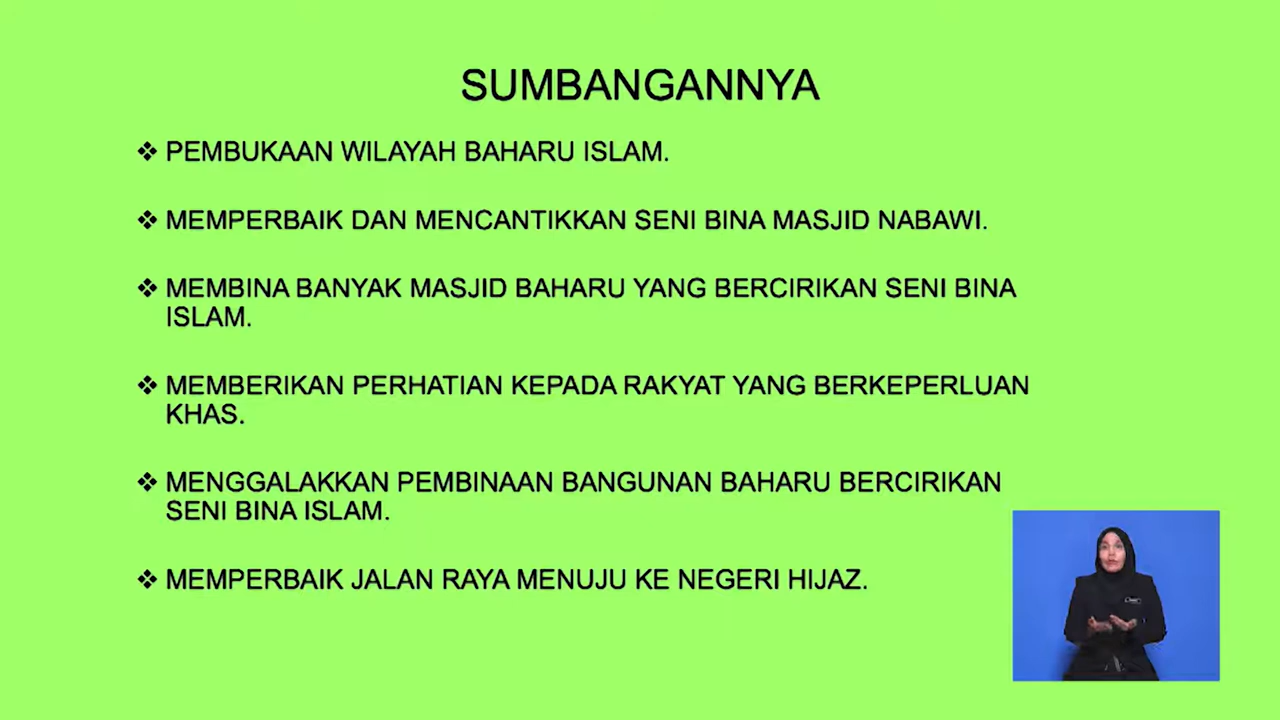 SUMBANGANNYA
❖ PEMBUKAAN WILAYAH BAHARU ISLAM.
❖ MEMPERBAIK DAN MENCANTIKKAN SENI BINA MASJID NABAWI.
❖ MEMBINA BANYAK MASJID BAHARU YANG BERCIRIKAN SENI BINA
ISLAM.
❖ MEMBERIKAN PERHATIAN KEPADA RAKYAT YANG BERKEPERLUAN
KHAS.
❖ MENGGALAKKAN PEMBINAAN BANGUNAN BAHARU BERCIRIKAN
SENI BINA ISLAM.
❖ MEMPERBAIK JALAN RAYA MENUJU KE NEGERI HIJAZ.